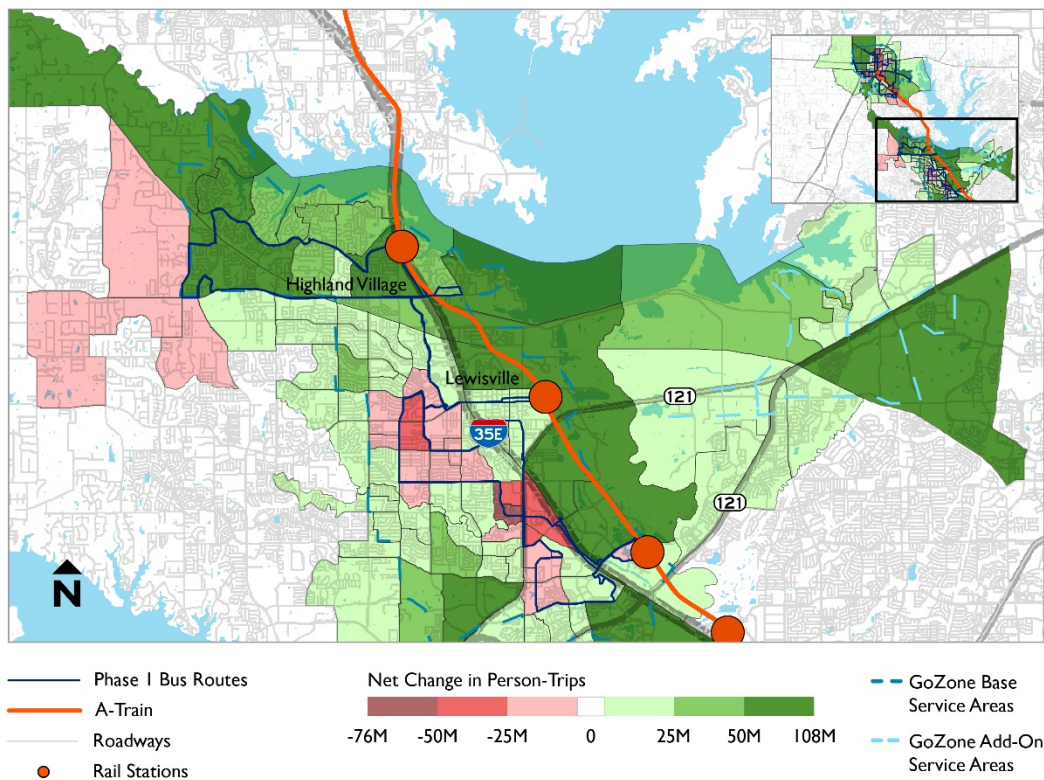 Highland Village
Lewisville
121
35E
121
N
Phase 1 Bus Routes
A-Train
Roadways
Rail Stations
Net Change in Person-Trips
-76M -50M -25M 0 25M 50M 108M
GoZone Base
Service Areas
GoZone Add-On
Service Areas